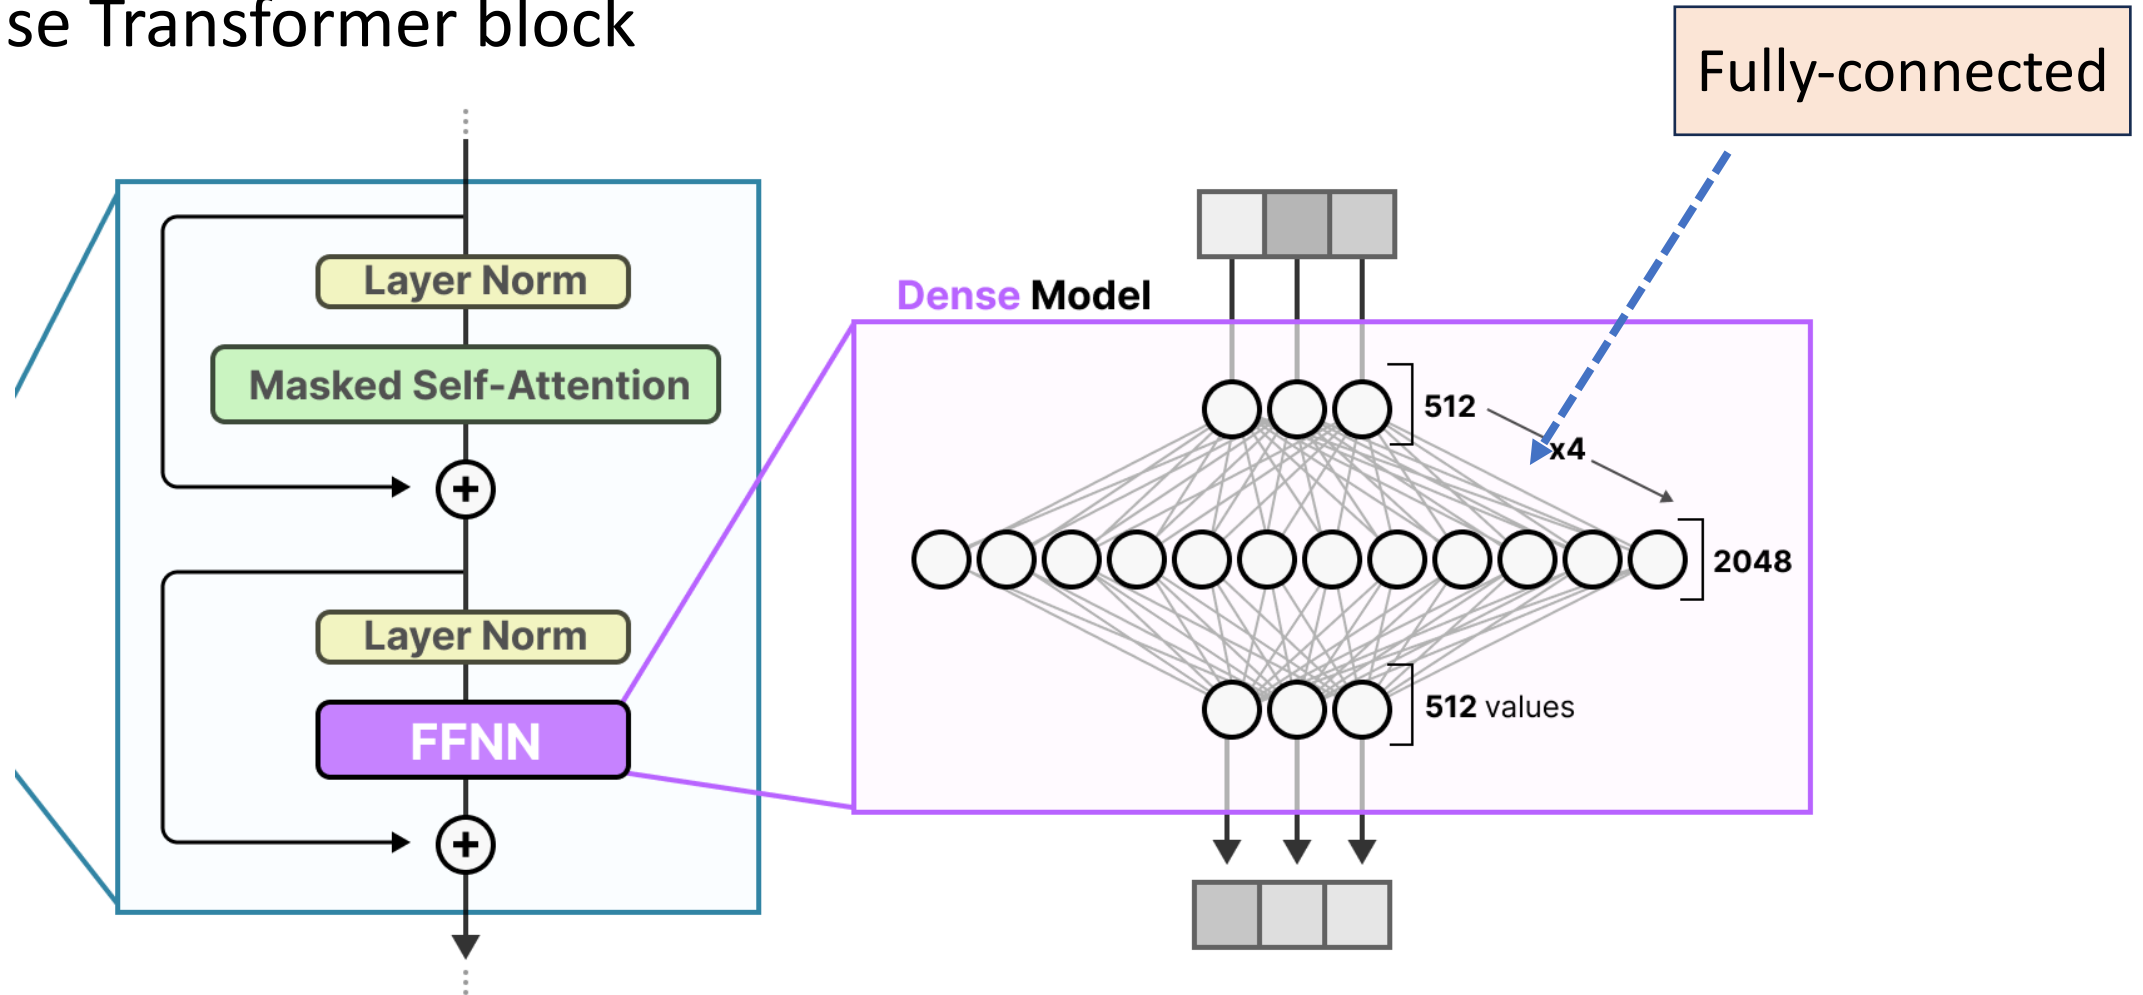 se Transformer block
Fully-connected
Layer Norm
Masked Self-Attention
+
Layer Norm
FFNN
+
Dense Model
512
x4
2048
512 values